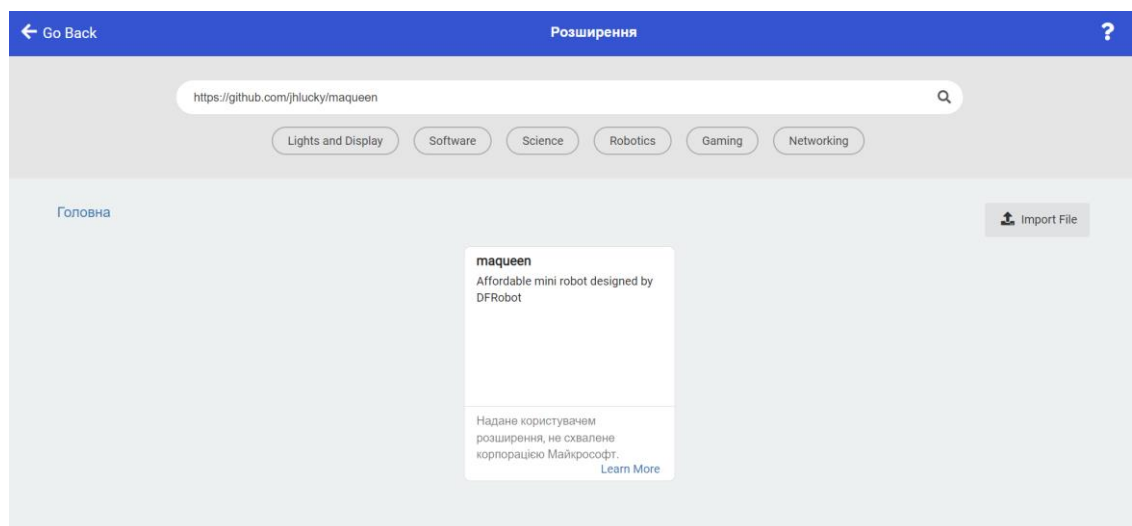 Go Back
Розширення
?
https://github.com/jhlucky/maqueen
Lights and Display
Software
Science
Robotics
Gaming
Networking
Головна
Import File
maqueen
Affordable mini robot designed by
DFRobot
Надане користувачем
розширення, не схвалене
корпорацією Майкрософт.
Learn More